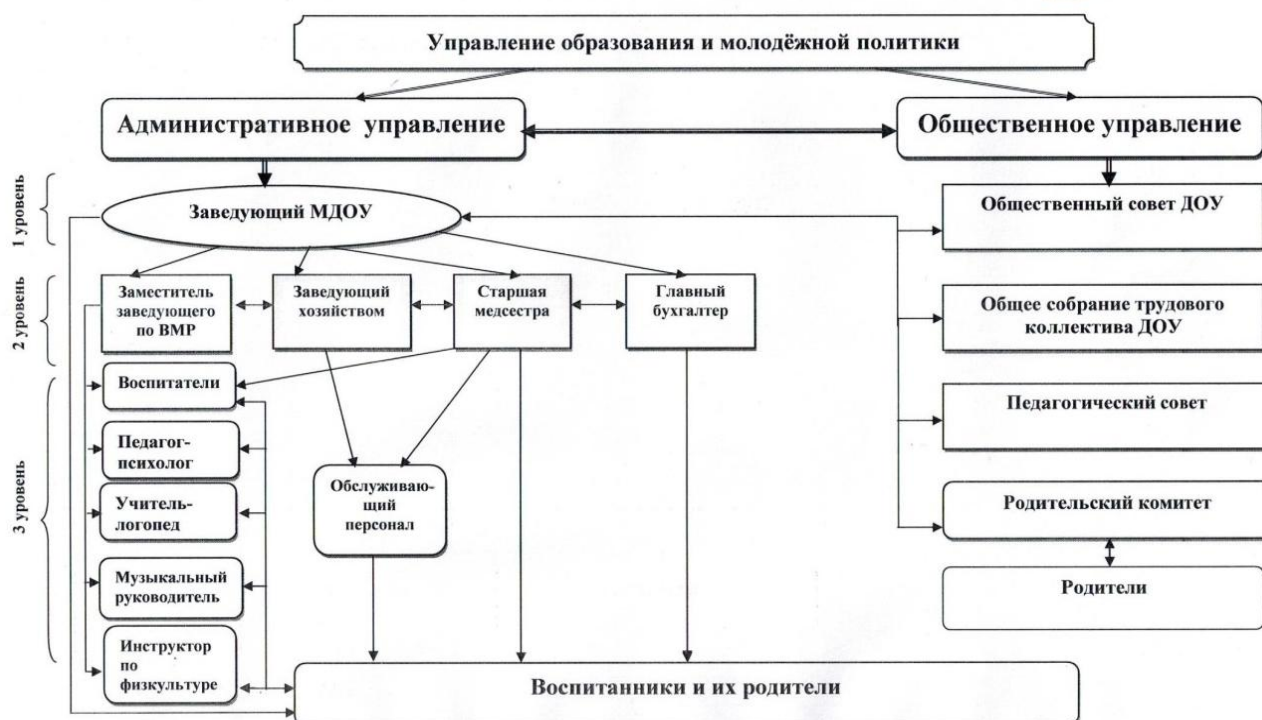 Управление образования и молодёжной политики
Административное управление
Общественное управление
1 уровень
Заведующий МДОУ
Общественный совет ДОУ
2 уровень
Заместитель
заведующего
по ВМР
Заведующий
хозяйством
Старшая
медсестра
Главный
бухгалтер
Общее собрание трудового
коллектива ДОУ
3 уровень
Воспитатели
Педагог-
психолог
Учитель-
логопед
Музыкальный
руководитель
Инструктор
по
физкультуре
Обслуживаю-
щий
персонал
Педагогический совет
Родительский комитет
Родители
Воспитанники и их родители